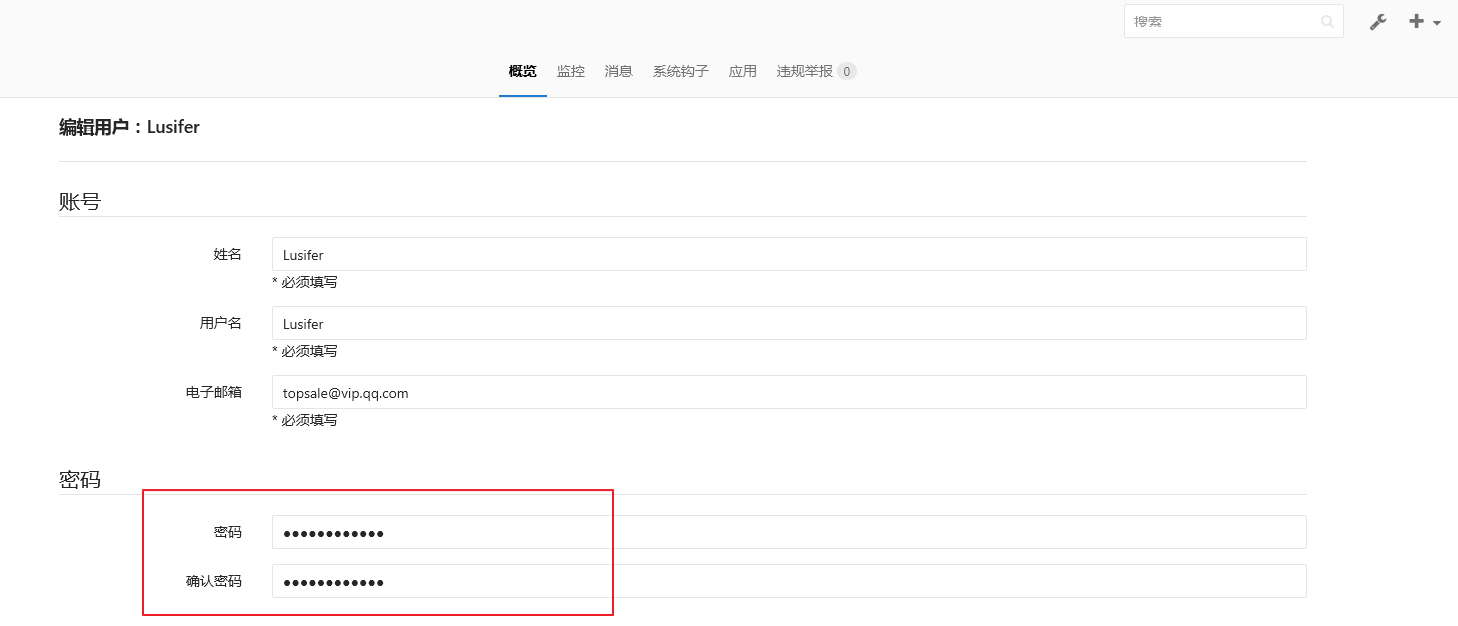 搜索
概览 监控 消息 系统钩子 应用 违规举报 0
编辑用户：Lusifer
账号
姓名 Lusifer
* 必须填写
用户名 Lusifer
* 必须填写
电子邮箱 topsale@vip.qq.com
* 必须填写
密码
密码 ●●●●●●●●●●●●
确认密码 ●●●●●●●●●●●●